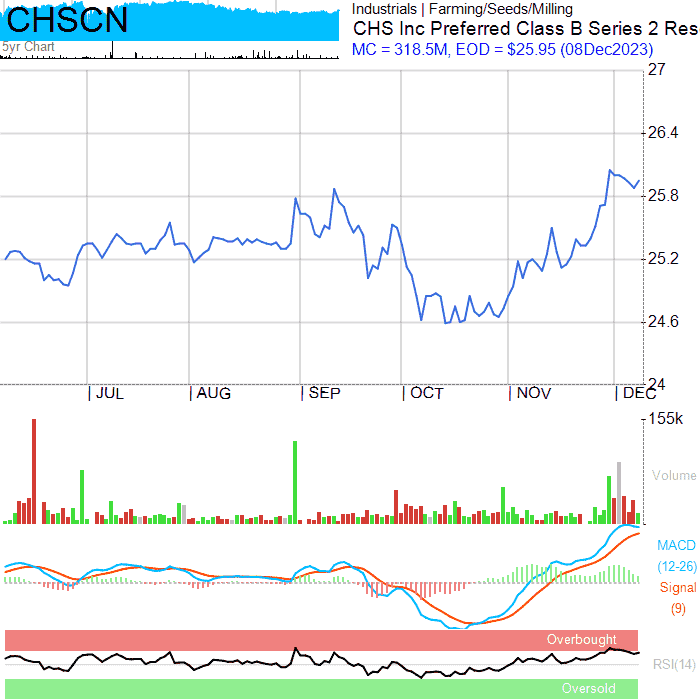 CHSCN
5yr Chart
Industrials | Farming/Seeds/Milling
CHS Inc Preferred Class B Series 2 Res
MC = 318.5M, EOD = $25.95 (08Dec2023)
27
26.4
25.8
25.2
24.6
24
JUL AUG SEP OCT NOV DEC
155k
Volume
MACD
(12-26)
Signal
(9)
Overbought
RSI(14)
Oversold